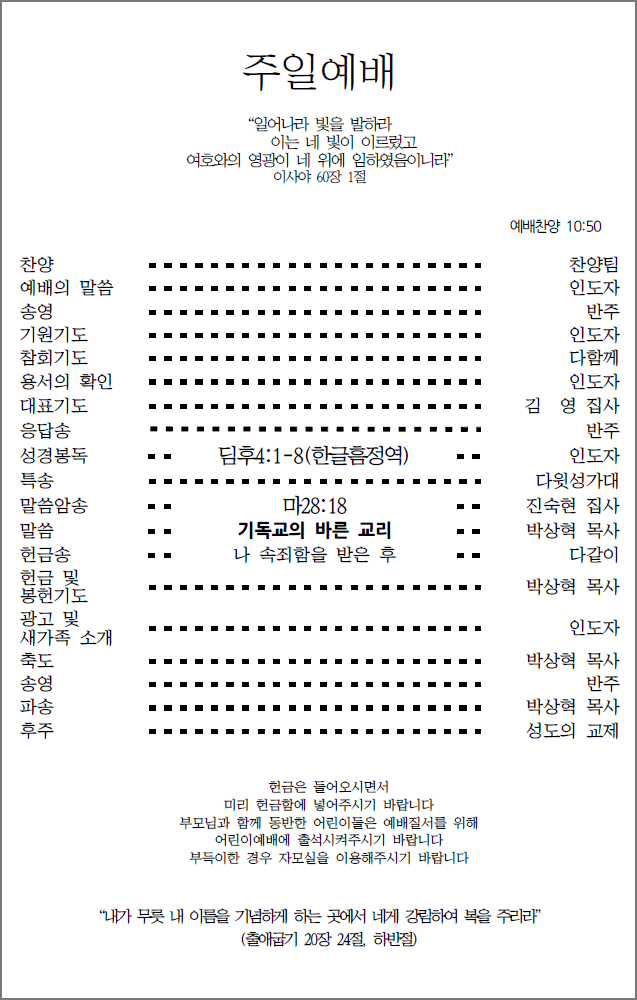 주일예배
“일어나라 빛을 발하라
이는 네 빛이 이르렀고
여호와의 영광이 네 위에 임하였음이니라”
이사야 60장 1절
예배찬양 10:50
찬양 찬양팀
예배의 말씀 인도자
송영 반주
기원기도 인도자
참회기도 다함께
용서의 확인 인도자
대표기도 김 영 집사
응답송 반주
성경봉독 딤후4:1-8(한글흠정역) 인도자
특송 다윗성가대
말씀암송 마28:18 진숙현 집사
말씀 기독교의 바른 교리 박상혁 목사
헌금송 나 속죄함을 받은 후 다같이
헌금 및
봉헌기도 박상혁 목사
광고 및
새가족 소개 인도자
축도 박상혁 목사
송영 반주
파송 박상혁 목사
후주 성도의 교제
헌금은 들어오시면서
미리 헌금함에 넣어주시기 바랍니다
부모님과 함께 동반한 어린이들은 예배질서를 위해
어린이예배에 출석시켜주시기 바랍니다
부득이한 경우 자모실을 이용해주시기 바랍니다
“내가 무릇 내 이름을 기념하게 하는 곳에서 네게 강림하여 복을 주리라”
(출애굽기 20장 24절, 하반절)